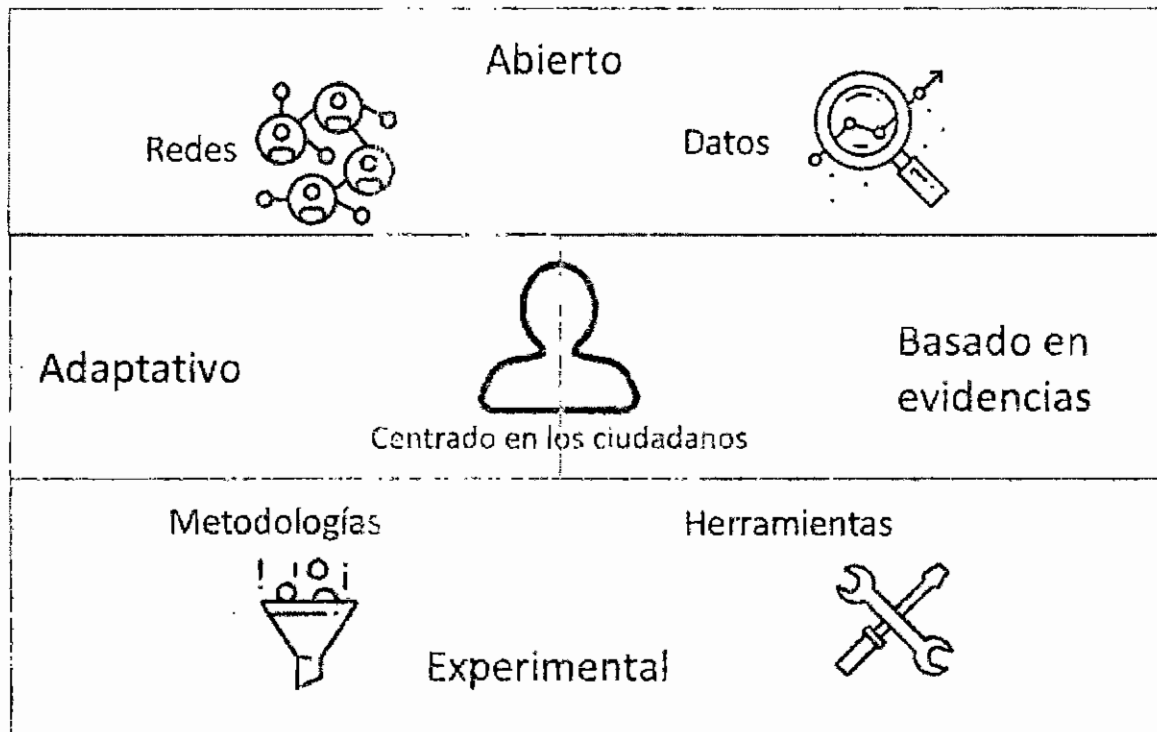 Abierto
Redes
Datos
Adaptativo
Basado en
evidencias
Centrado en los ciudadanos
Metodologías
Herramientas
Experimental